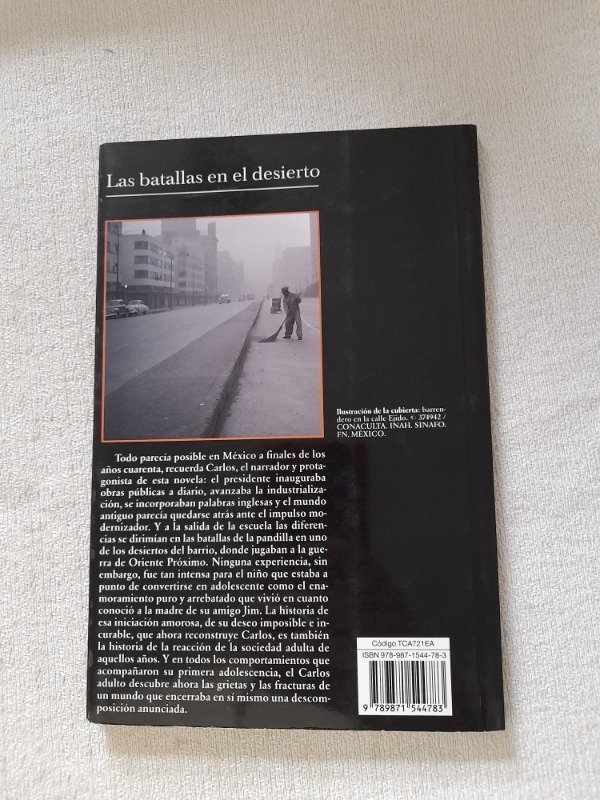 Las batallas en el desierto
Ilustración de la cubierta: barren-
dero en la calle Ejido. © 374942 /
CONACULTA. INAH. SINAFO.
FN. MÉXICO.
Todo parecía posible en México a finales de los
años cuarenta, recuerda Carlos, el narrador y prota-
gonista de esta novela: el presidente inauguraba
obras públicas a diario, avanzaba la industrializa-
ción, se incorporaban palabras inglesas y el mundo
antiguo parecía quedarse atrás ante el impulso mo-
dernizador. Y a la salida de la escuela las diferen-
cias se dirimían en las batallas de la pandilla en uno
de los desiertos del barrio, donde jugaban a la gue-
rra de Oriente Próximo. Ninguna experiencia, sin
embargo, fue tan intensa para el niño que estaba a
punto de convertirse en adolescente como el ena-
moramiento puro y arrebatado que vivió en cuanto
conoció a la madre de su amigo Jim. La historia de
esa iniciación amorosa, de su deseo imposible e in-
curable, que ahora reconstruye Carlos, es también
la historia de la reacción de la sociedad adulta de
aquellos años. Y en todos los comportamientos que
acompañaron su primera adolescencia, el Carlos
adulto descubre ahora las grietas y las fracturas de
un mundo que encerraba en sí mismo una descom-
posición anunciada.
Código TCA721EA
ISBN 978-987-1544-78-3
9 789871 544783